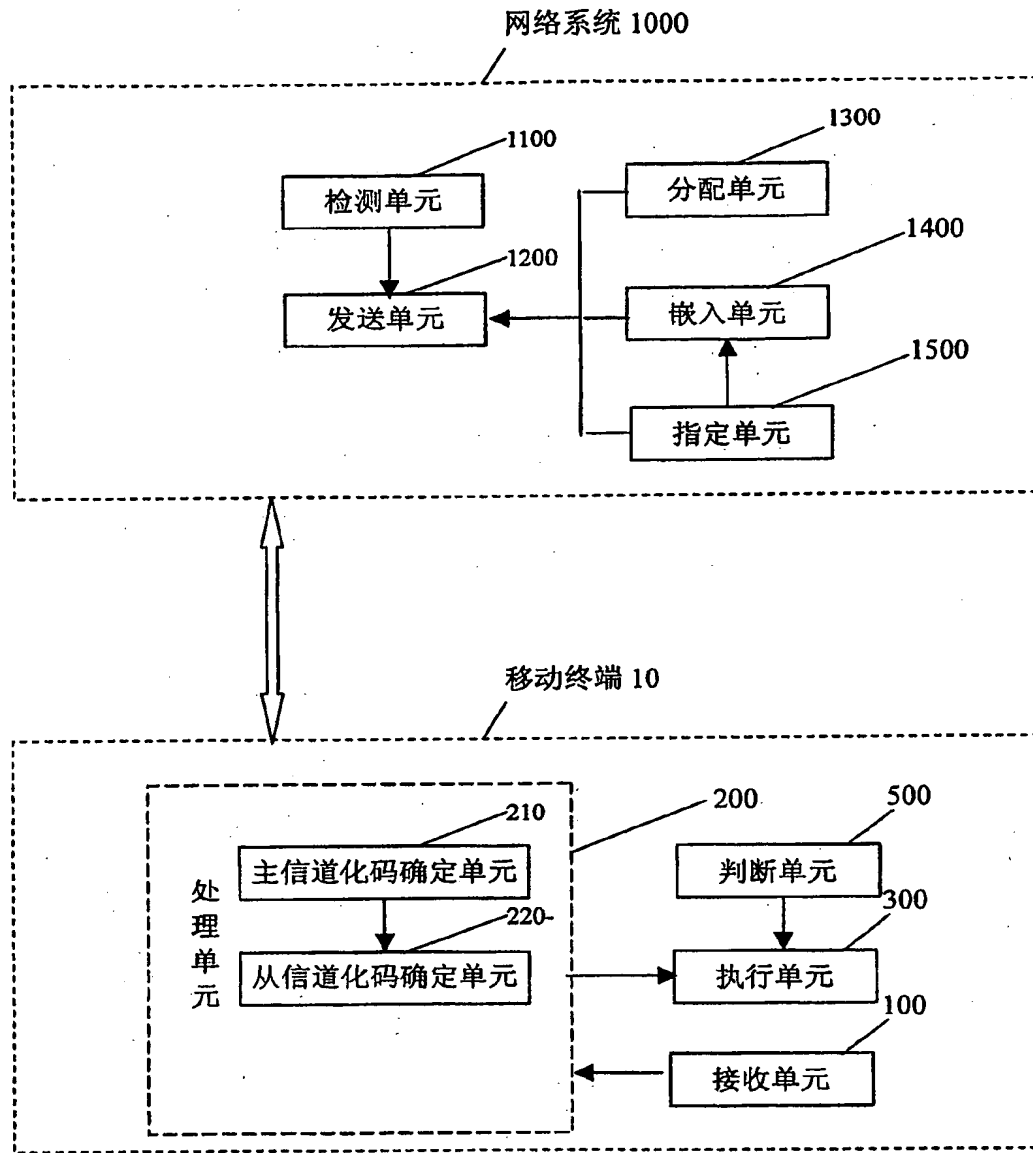 网络系统 1000
1100
检测单元
1300
分配单元
1200
发送单元
1400
嵌入单元
1500
指定单元
移动终端 10
处理单元
210
主信道化码确定单元
220
从信道化码确定单元
200
500
判断单元
300
执行单元
100
接收单元